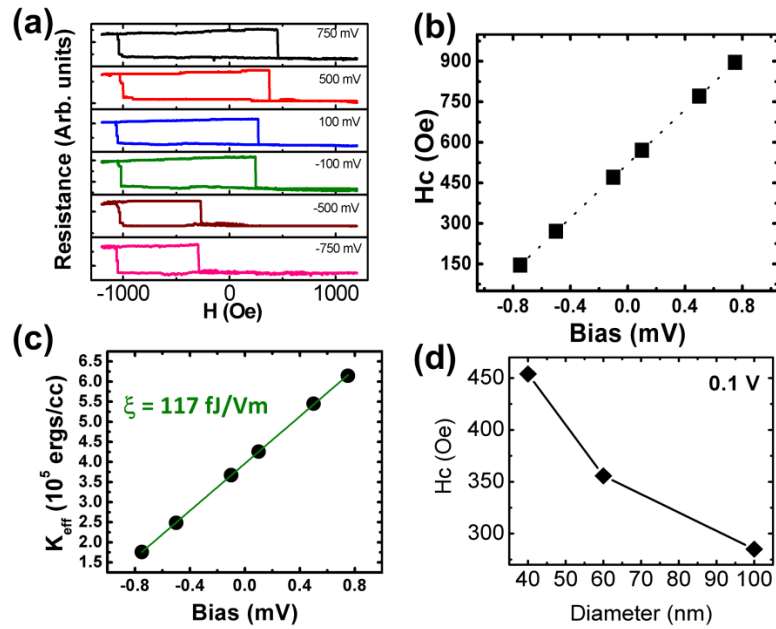 (a)
750 mV
500 mV
100 mV
-100 mV
-500 mV
-750 mV
Resistance (Arb. units)
-1000 0 1000
H (Oe)
(b)
900
750
600
450
300
150
Hc (Oe)
-0.8 -0.4 0.0 0.4 0.8
Bias (mV)
(c)
6.5
6.0
5.5
5.0
4.5
4.0
3.5
3.0
2.5
2.0
1.5
K_eff (10^5 ergs/cc)
ξ = 117 fJ/Vm
-0.8 -0.4 0.0 0.4 0.8
Bias (mV)
(d)
0.1 V
450
400
350
300
Hc (Oe)
40 50 60 70 80 90 100
Diameter (nm)